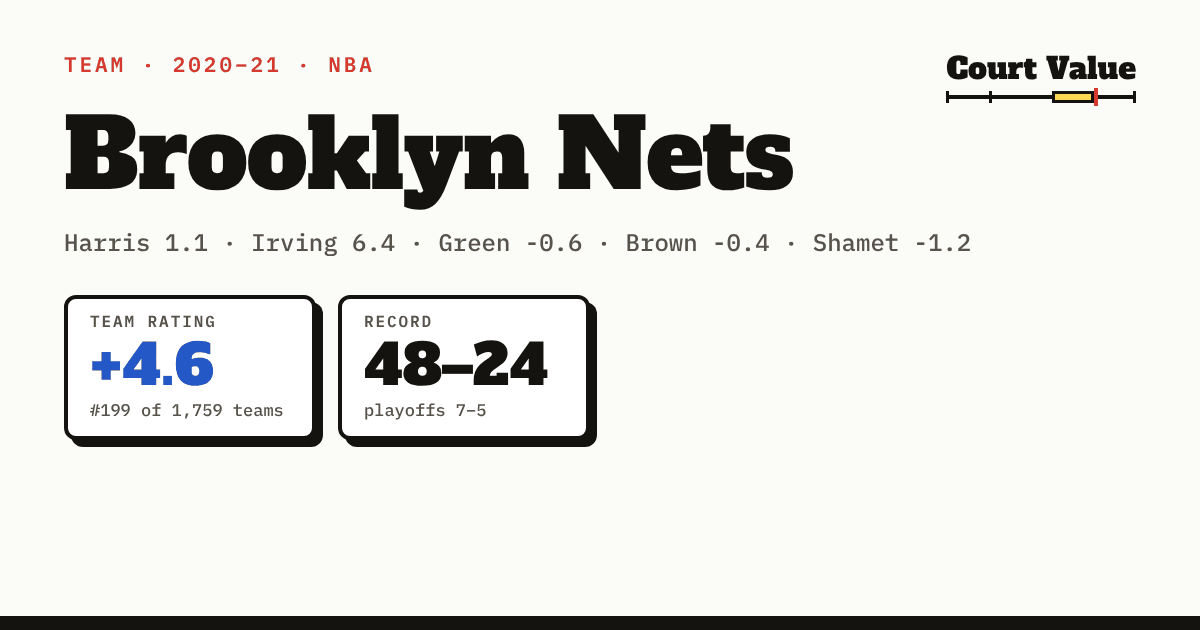 TEAM · 2020–21 · NBA
Court Value
Brooklyn Nets
Harris 1.1 · Irving 6.4 · Green -0.6 · Brown -0.4 · Shamet -1.2
TEAM RATING
+4.6
#199 of 1,759 teams
RECORD
48–24
playoffs 7–5